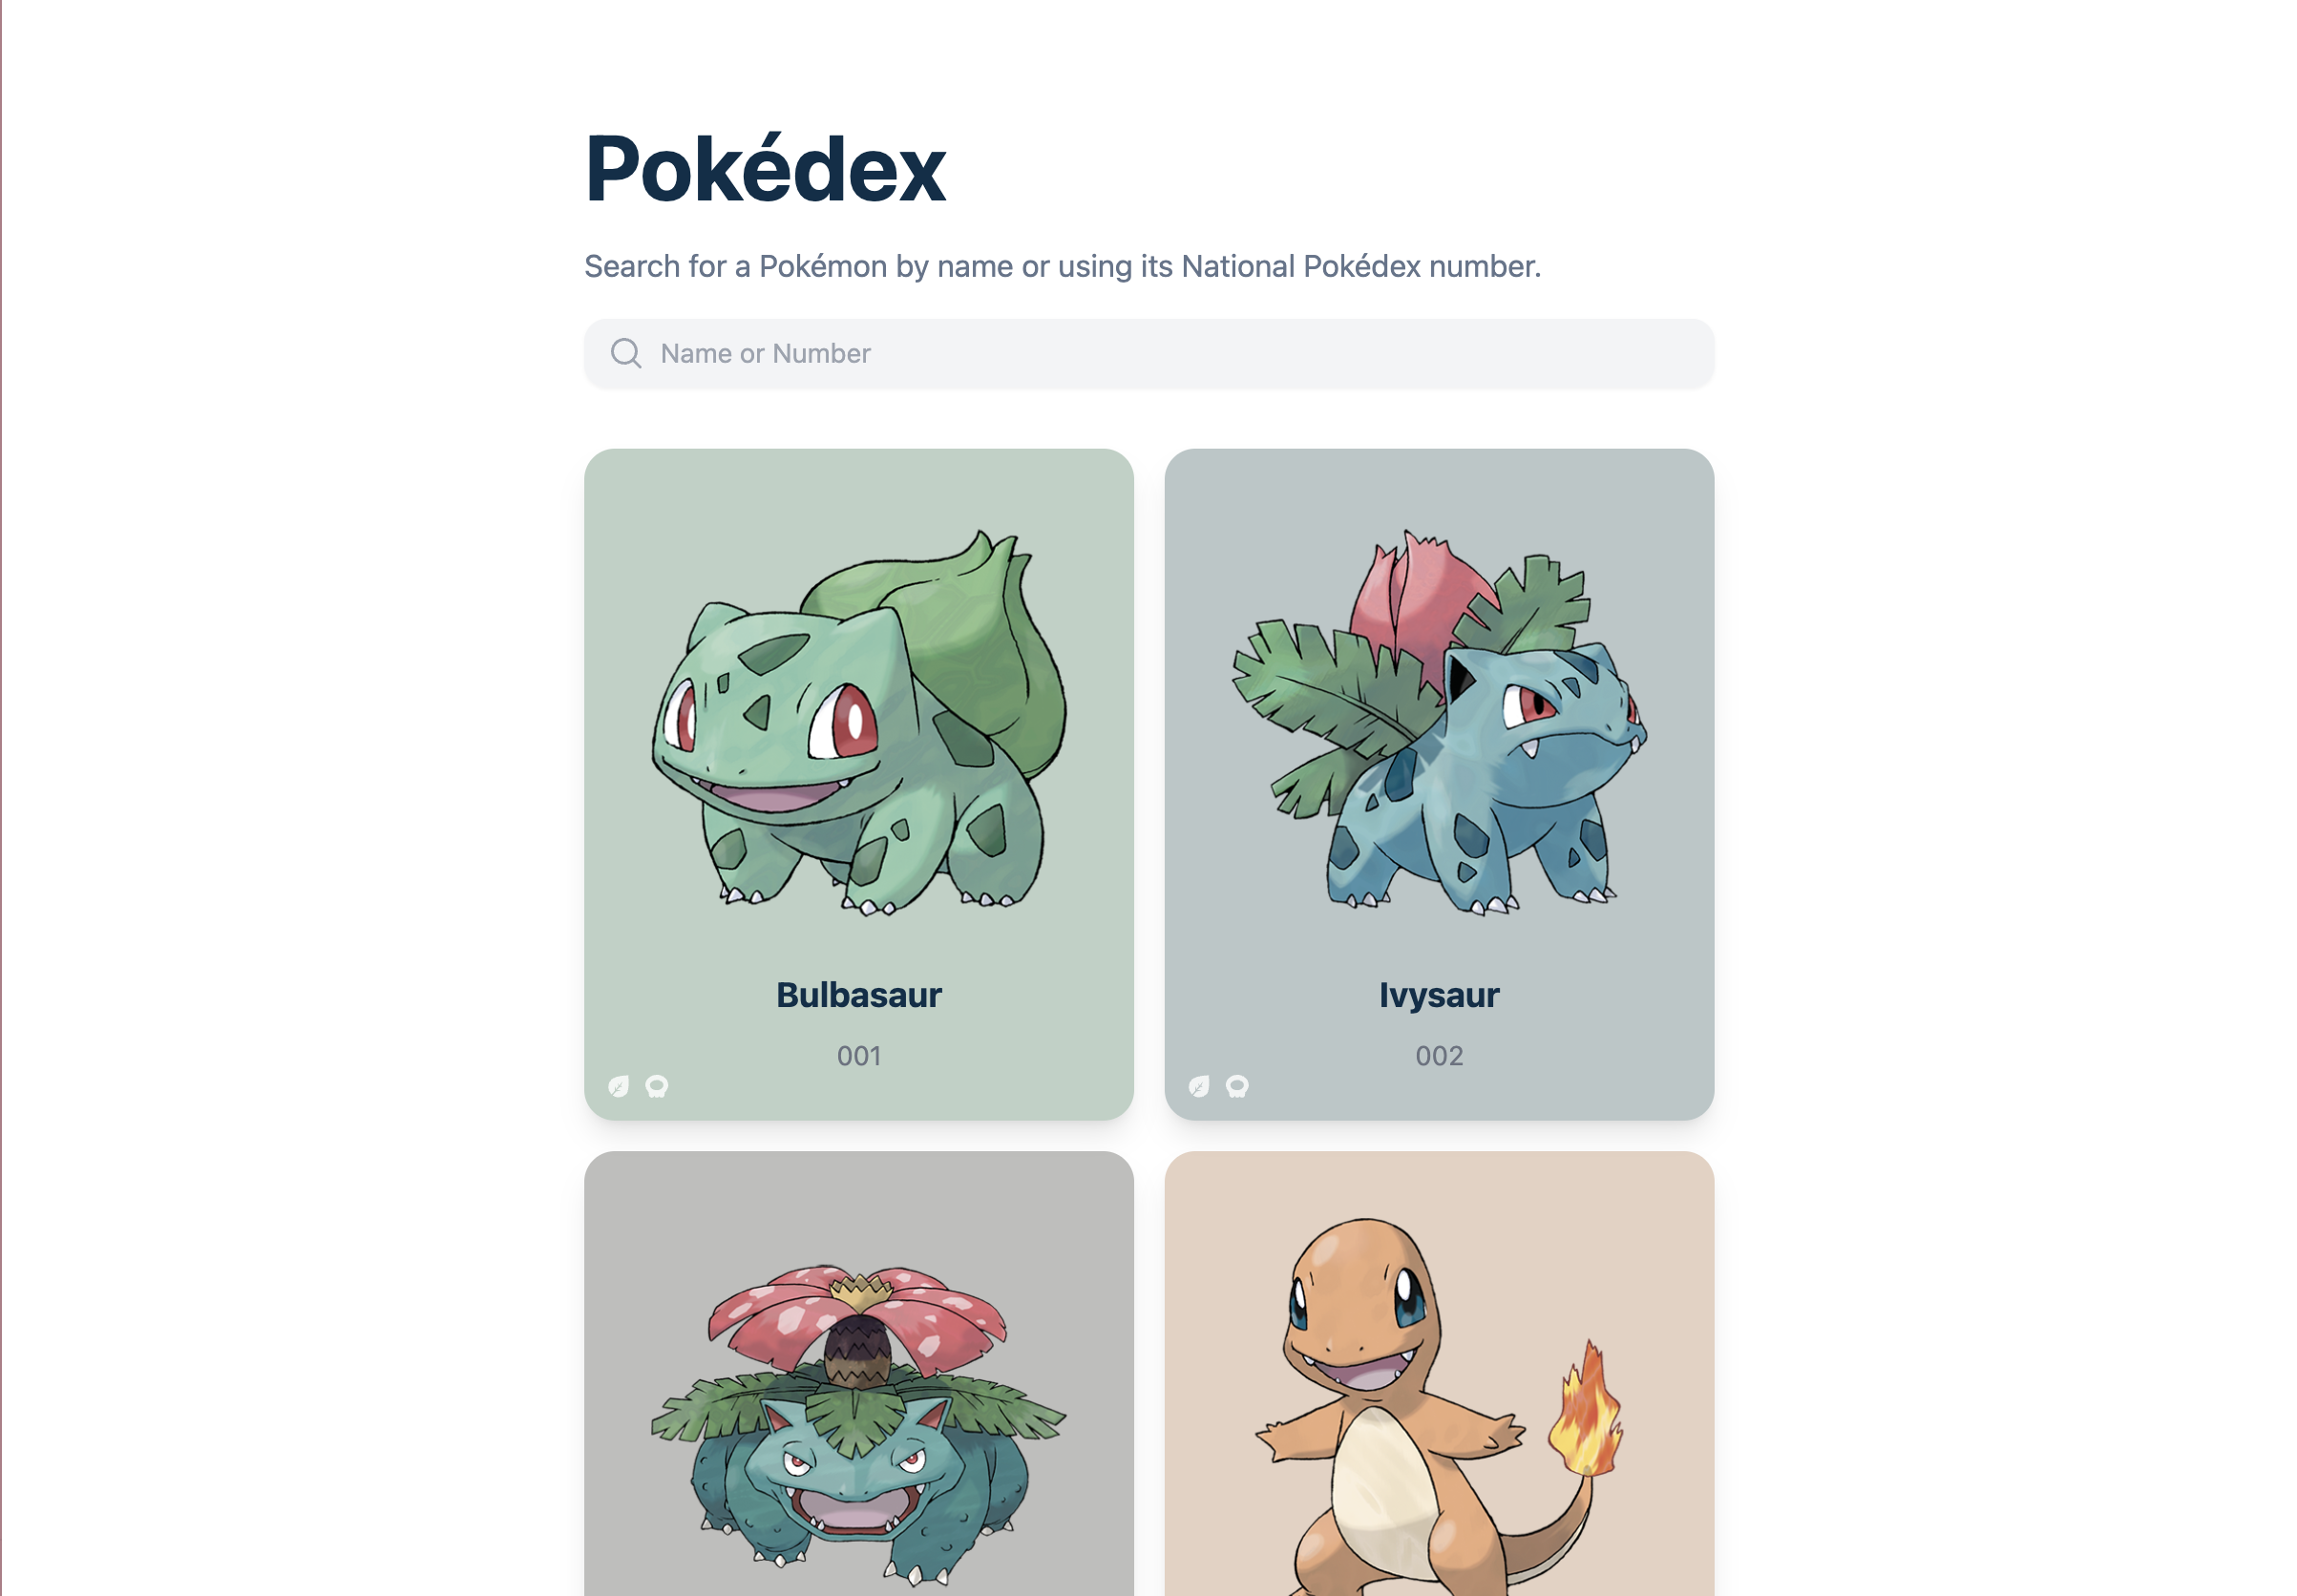 Pokédex
Search for a Pokémon by name or using its National Pokédex number.
Name or Number
Bulbasaur
Ivysaur
001
002